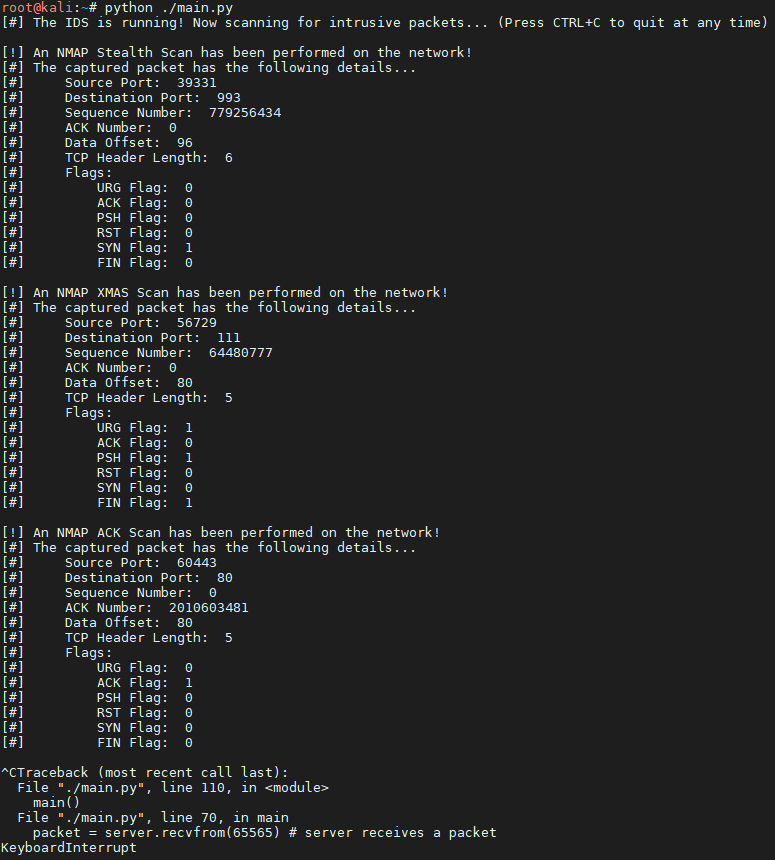 root@kali:~# python ./main.py
[#] The IDS is running! Now scanning for intrusive packets... (Press CTRL+C to quit at any time)

[!] An NMAP Stealth Scan has been performed on the network!
[#] The captured packet has the following details...
[#]     Source Port:  39331
[#]     Destination Port:  993
[#]     Sequence Number:  779256434
[#]     ACK Number:  0
[#]     Data Offset:  96
[#]     TCP Header Length:  6
[#]     Flags:
[#]         URG Flag:  0
[#]         ACK Flag:  0
[#]         PSH Flag:  0
[#]         RST Flag:  0
[#]         SYN Flag:  1
[#]         FIN Flag:  0

[!] An NMAP XMAS Scan has been performed on the network!
[#] The captured packet has the following details...
[#]     Source Port:  56729
[#]     Destination Port:  111
[#]     Sequence Number:  64480777
[#]     ACK Number:  0
[#]     Data Offset:  80
[#]     TCP Header Length:  5
[#]     Flags:
[#]         URG Flag:  1
[#]         ACK Flag:  0
[#]         PSH Flag:  1
[#]         RST Flag:  0
[#]         SYN Flag:  0
[#]         FIN Flag:  1

[!] An NMAP ACK Scan has been performed on the network!
[#] The captured packet has the following details...
[#]     Source Port:  60443
[#]     Destination Port:  80
[#]     Sequence Number:  0
[#]     ACK Number:  2010603481
[#]     Data Offset:  80
[#]     TCP Header Length:  5
[#]     Flags:
[#]         URG Flag:  0
[#]         ACK Flag:  1
[#]         PSH Flag:  0
[#]         RST Flag:  0
[#]         SYN Flag:  0
[#]         FIN Flag:  0

^CTraceback (most recent call last):
  File "./main.py", line 110, in <module>
    main()
  File "./main.py", line 70, in main
    packet = server.recvfrom(65565) # server receives a packet
KeyboardInterrupt